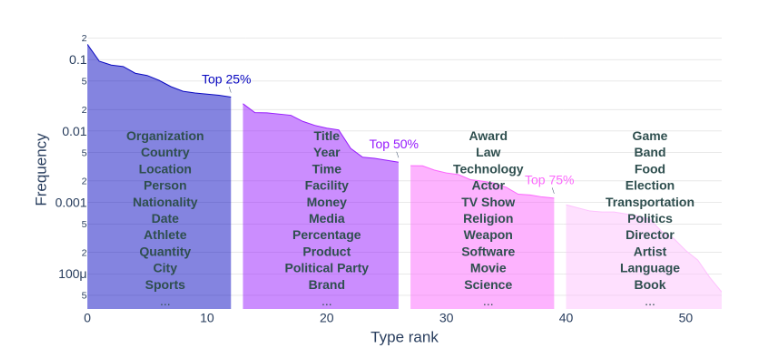 2
0.1
Top 25%
5
2
0.01
Organization Title Award Game
Country Year Law Band
Top 50%
5
Location Time Technology Food
Top 75%
2
Person Facility Actor Election
0.001
Nationality Money TV Show Transportation
Date Media Religion Politics
5
Athlete Percentage Weapon Director
Quantity Product Software Artist
2
City Political Party Movie Language
100μ
Sports Brand Science Book
5
... ... ... ...
0 10 20 30 40 50
Type rank
Frequency